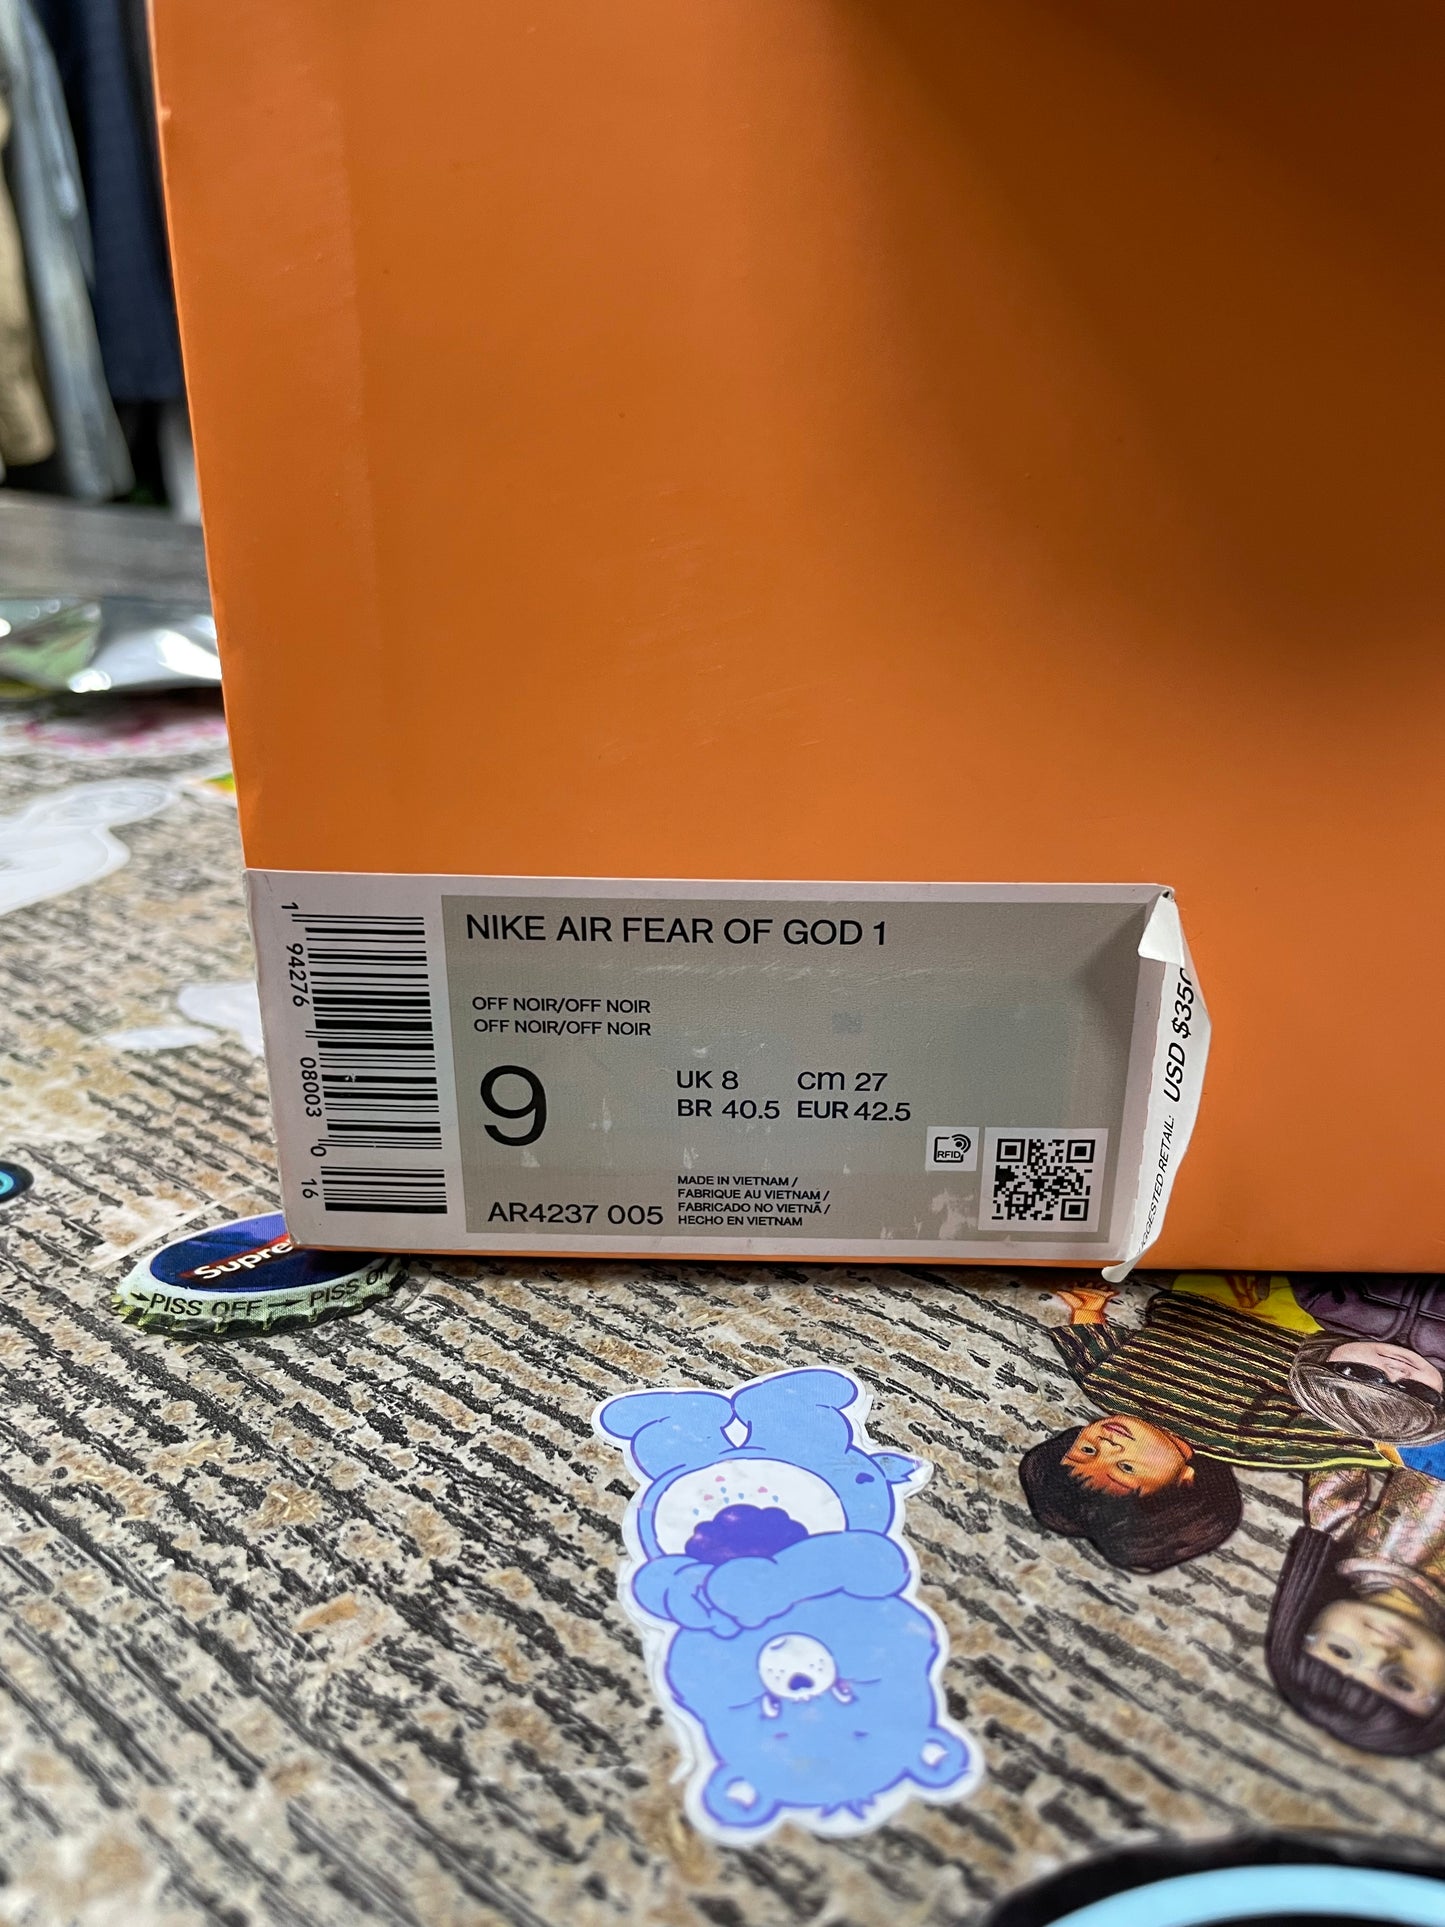 NIKE AIR FEAR OF GOD 1
OFF NOIR/OFF NOIR
OFF NOIR/OFF NOIR
9
UK 8 cm 27
BR 40.5 EUR 42.5
RFID
AR4237 005
MADE IN VIETNAM /
FABRIQUE AU VIETNAM /
FABRICADO NO VIETNÃ /
HECHO EN VIETNAM
1 94276 08003 0
16
RETAIL: USD $35
PISS OFF — PISS